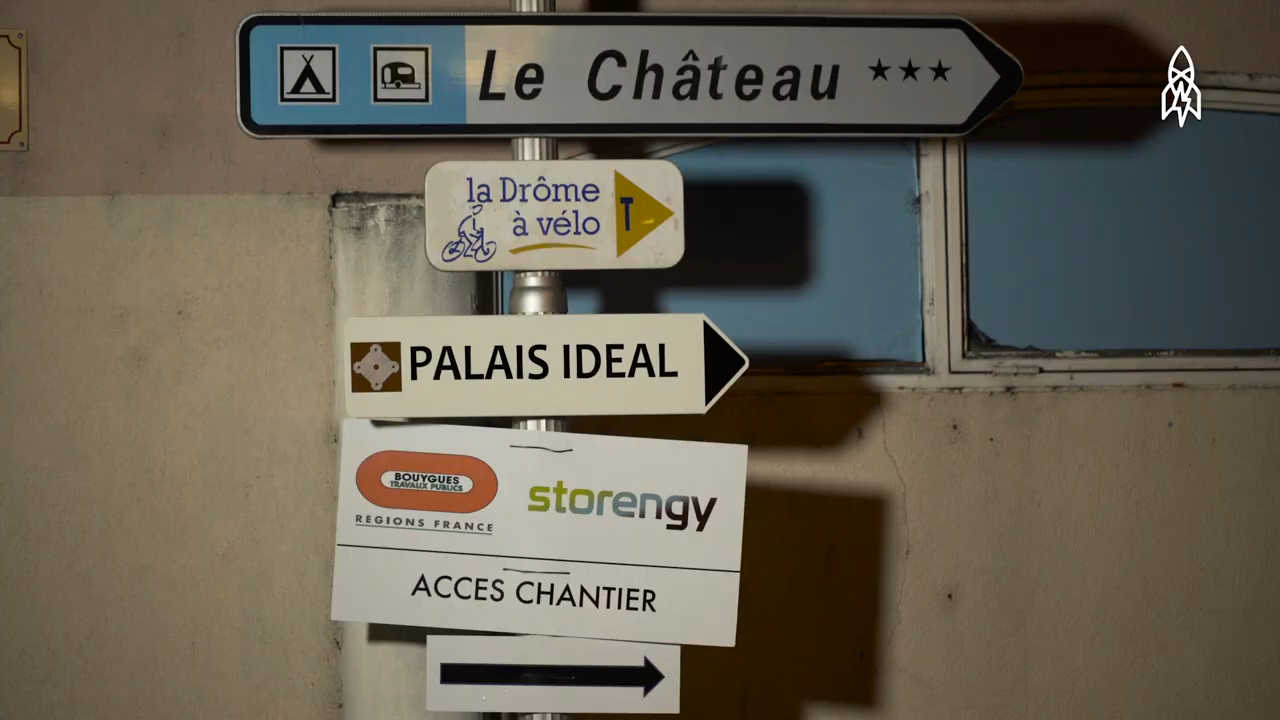 Le Château ★★★
la Drôme
à vélo
T
PALAIS IDEAL
BOUYGUES
TRAVAUX PUBLICS
REGIONS FRANCE
storengy
ACCES CHANTIER